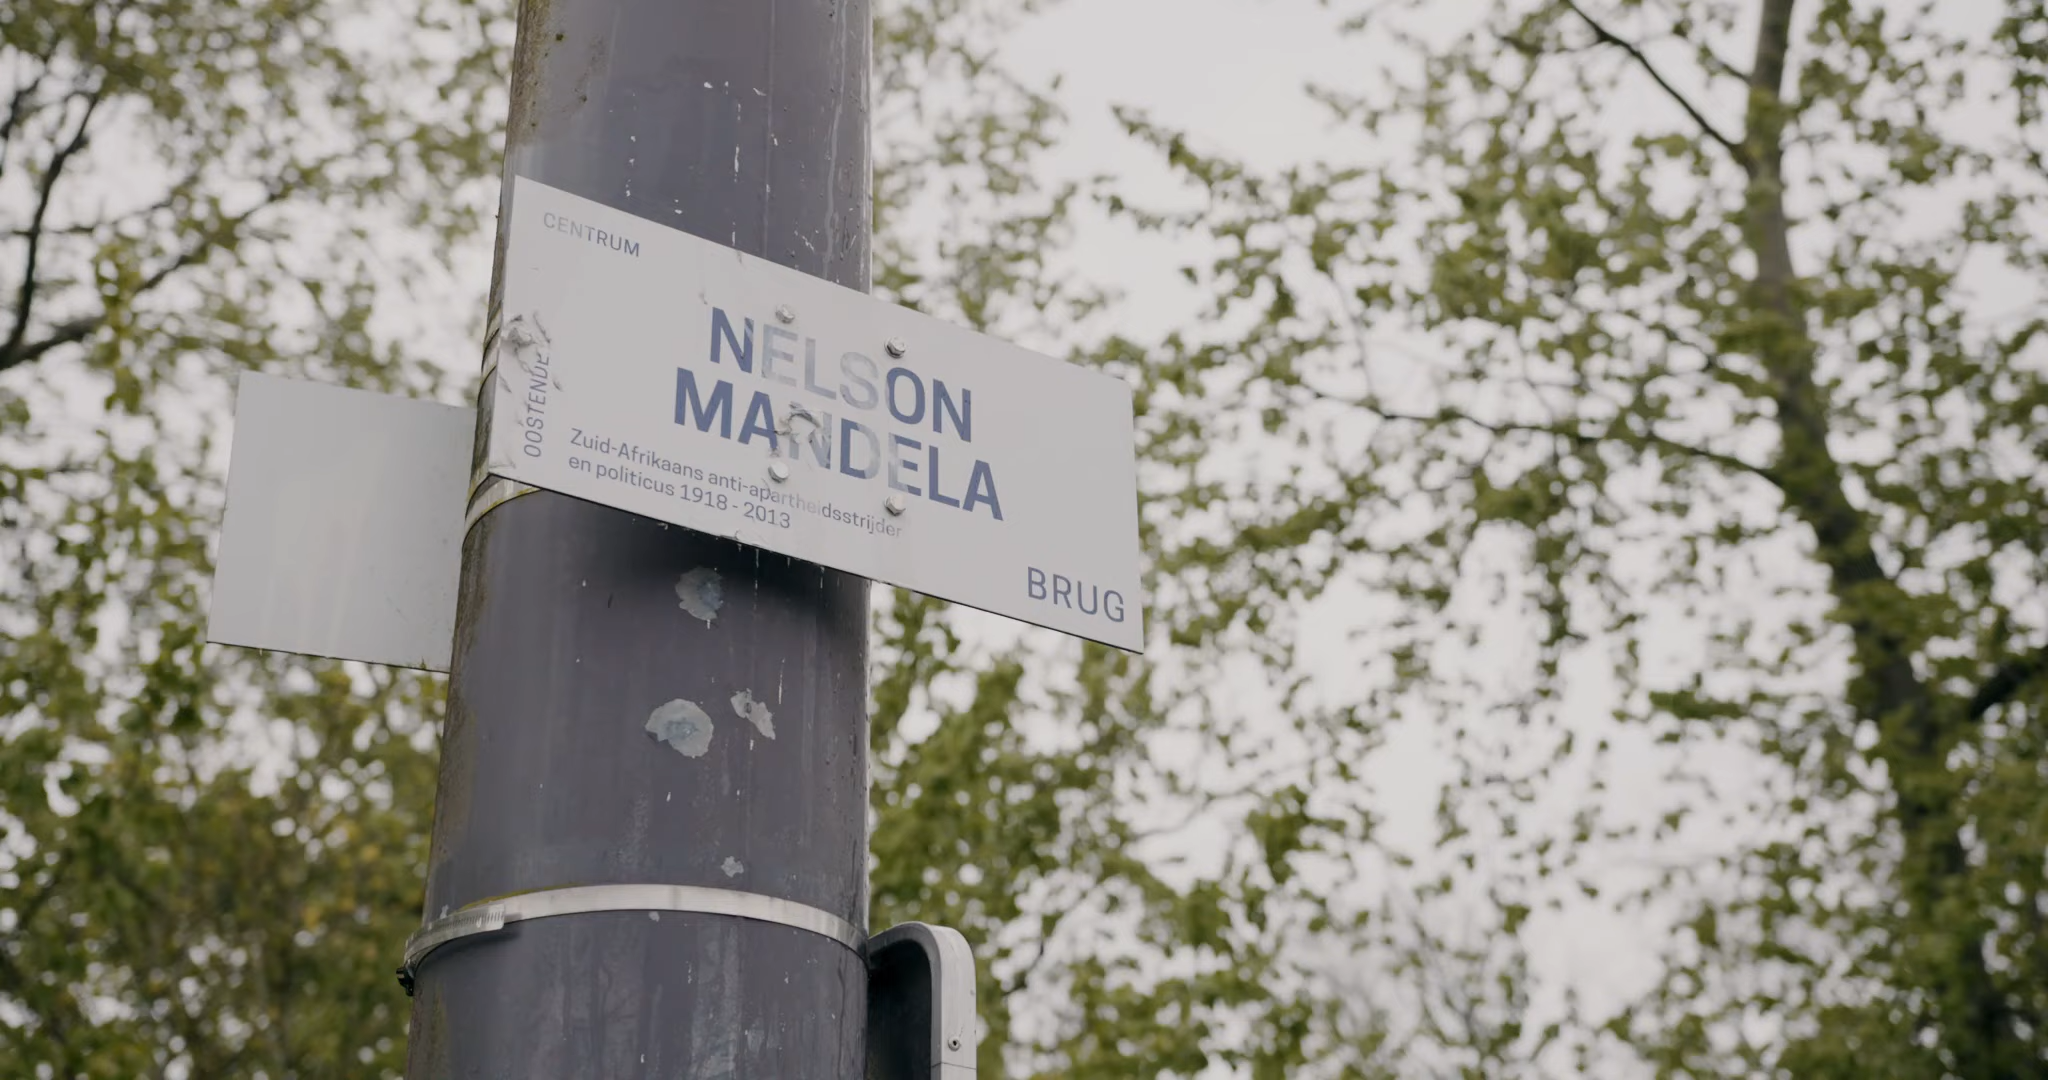 CENTRUM
OOSTENDE
NELSON
MANDELA
Zuid-Afrikaans anti-apartheidsstrijder
en politicus 1918 - 2013
BRUG